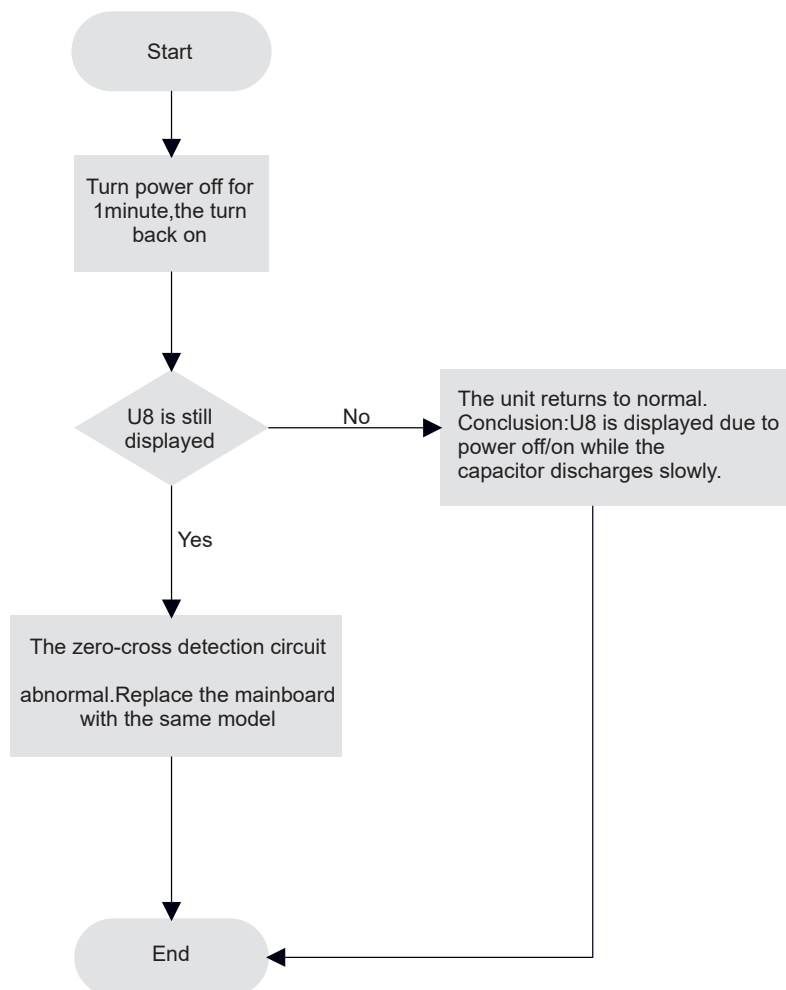 Start
Turn power off for
1minute,the turn
back on
U8 is still
displayed
No
The unit returns to normal.
Conclusion:U8 is displayed due to
power off/on while the
capacitor discharges slowly.
Yes
The zero-cross detection circuit
abnormal.Replace the mainboard
with the same model
End